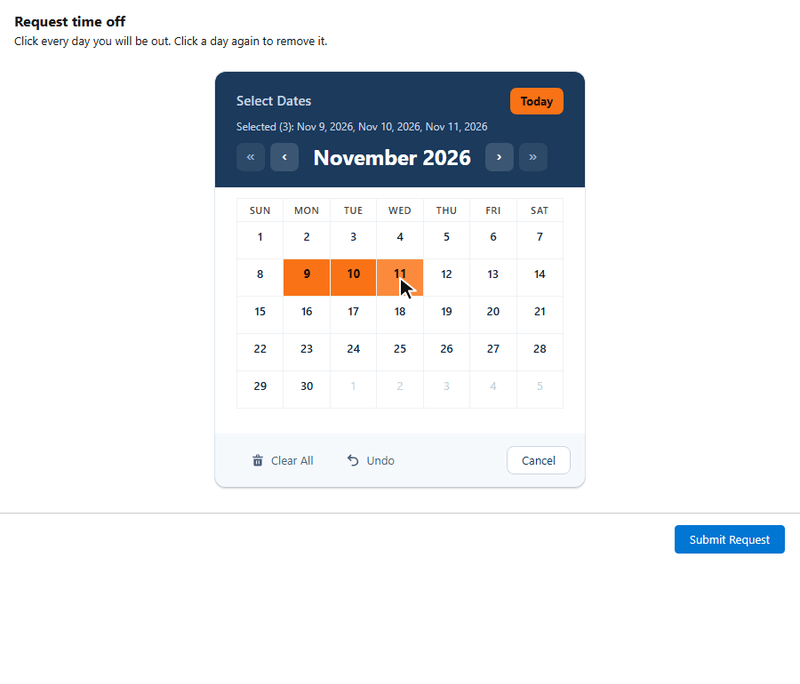 Request time off
Click every day you will be out. Click a day again to remove it.
Select Dates
Today
Selected (3): Nov 9, 2026, Nov 10, 2026, Nov 11, 2026
« ‹ November 2026 › »
SUN MON TUE WED THU FRI SAT
1 2 3 4 5 6 7
8 9 10 11 12 13 14
15 16 17 18 19 20 21
22 23 24 25 26 27 28
29 30 1 2 3 4 5
Clear All Undo Cancel
Submit Request